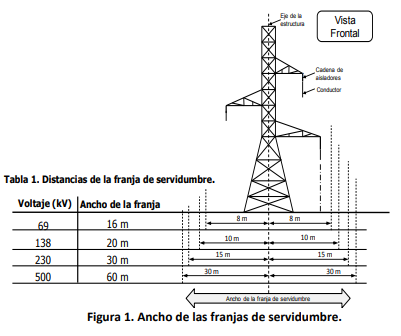 Eje de la
estructura
Vista
Frontal
Cadena de
aisladores
Conductor
Tabla 1. Distancias de la franja de servidumbre.
Voltaje (kV) Ancho de la franja
69 16 m
138 20 m
230 30 m
500 60 m
8 m 8 m
10 m 10 m
15 m 15 m
30 m 30 m
Ancho de la franja de servidumbre
Figura 1. Ancho de las franjas de servidumbre.